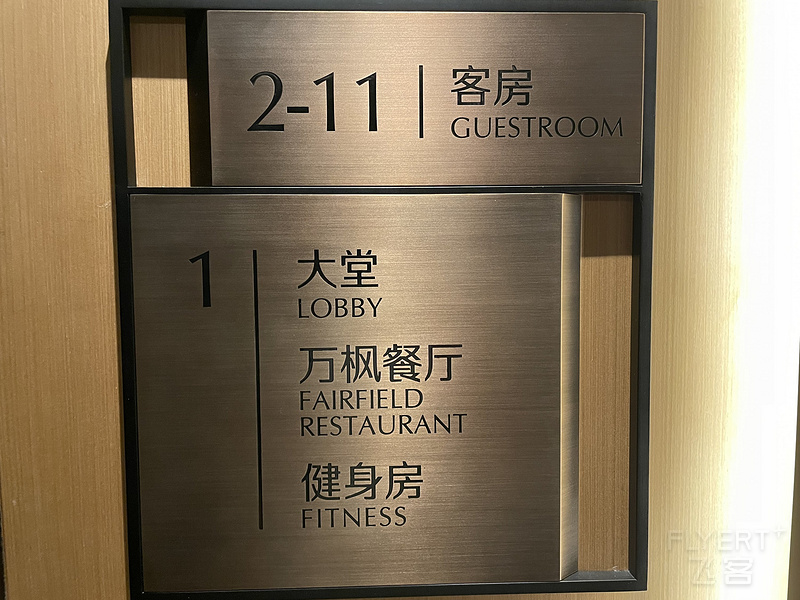 2-11
客房
GUESTROOM
1
大堂
LOBBY
万枫餐厅
FAIRFIELD
RESTAURANT
健身房
FITNESS
FLYERT+
飞客